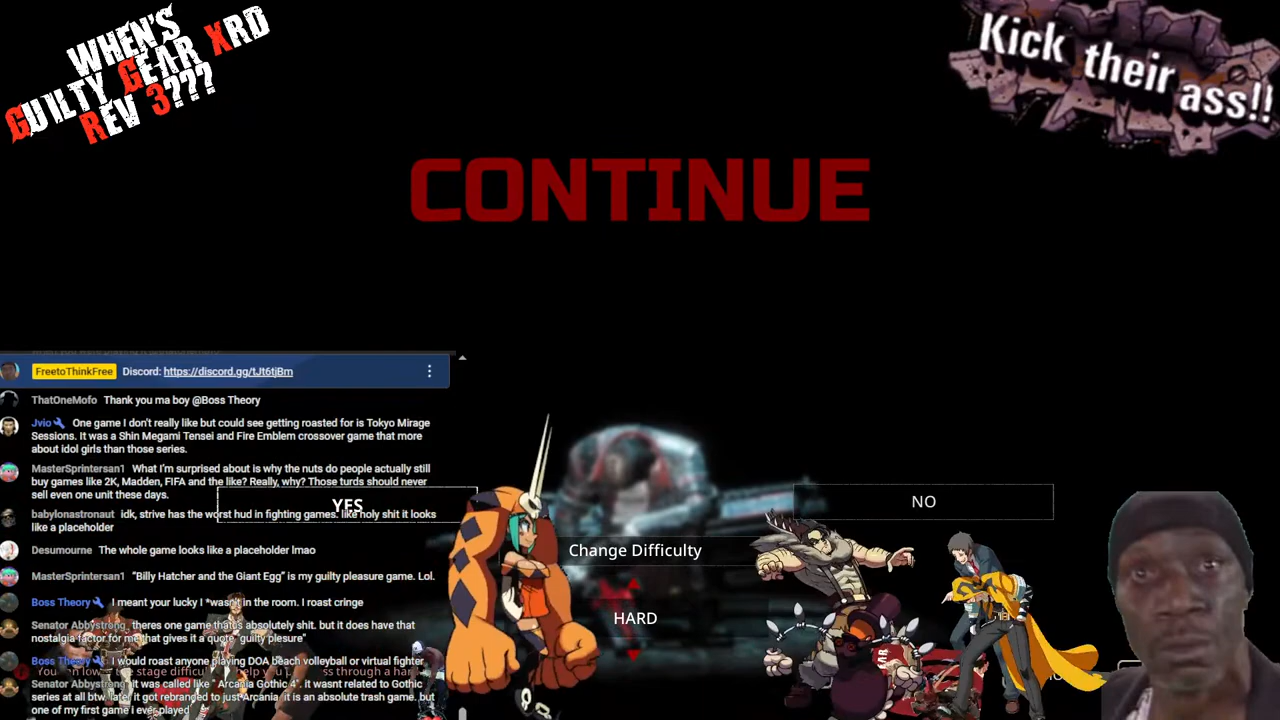 WHEN'S
GUILTY GEAR XRD
REV 3???
Kick their ass!!
CONTINUE
FreetoThinkFree Discord: https://discord.gg/tJt6tjBm
ThatOneMofo Thank you ma boy @Boss Theory
Jvio One game I don't really like but could see getting roasted for is Tokyo Mirage
Sessions. It was a Shin Megami Tensei and Fire Emblem crossover game that more
about idol girls than those series.
MasterSprintersan1 What I'm surprised about is why the nuts do people actually still
buy games like 2K, Madden, FIFA and the like? Really, why? Those turds should never
sell even one unit these days.
YES
NO
babylonastronaut idk, strive has the worst hud in fighting games. like holy shit it looks
like a placeholder
Desumourne The whole game looks like a placeholder lmao
Change Difficulty
MasterSprintersan1 "Billy Hatcher and the Giant Egg" is my guilty pleasure game. Lol.
Boss Theory I meant your lucky I *wasn't in the room. I roast cringe
HARD
Senator Abbystrong theres one game thats absolutely shit. but it does have that
nostalgia factor for me that gives it a quote "guilty plesure"
Boss Theory I would roast anyone playing DOA beach volleyball or virtual fighter
stage difficu help you p ss through a har
Senator Abbystrong it was called like " Arcania Gothic 4". it wasnt related to Gothic
series at all btw. later it got rebranded to just Arcania it is an absolute trash game. but
one of my first game i ever played